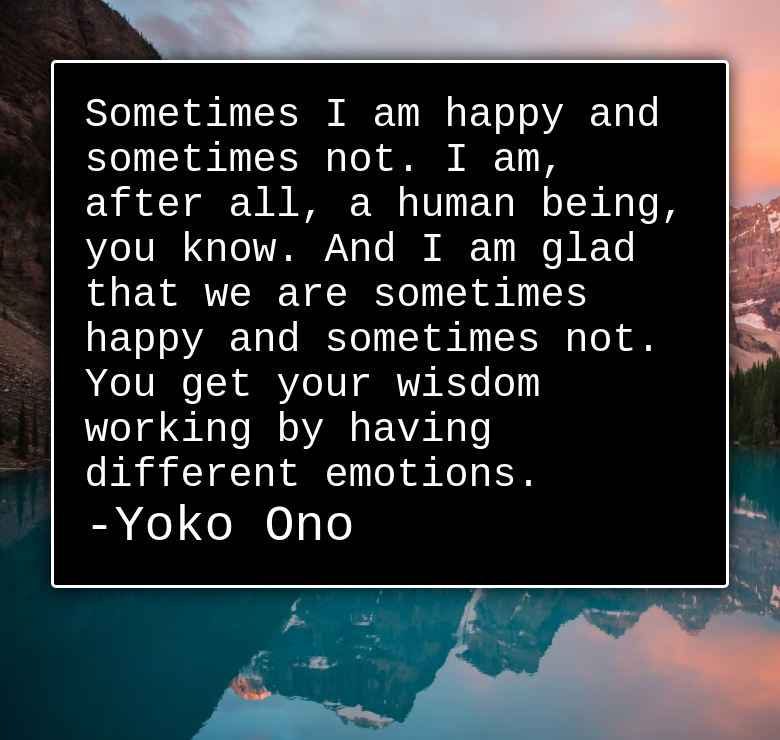 Sometimes I am happy and
sometimes not. I am,
after all, a human being,
you know. And I am glad
that we are sometimes
happy and sometimes not.
You get your wisdom
working by having
different emotions.
-Yoko Ono